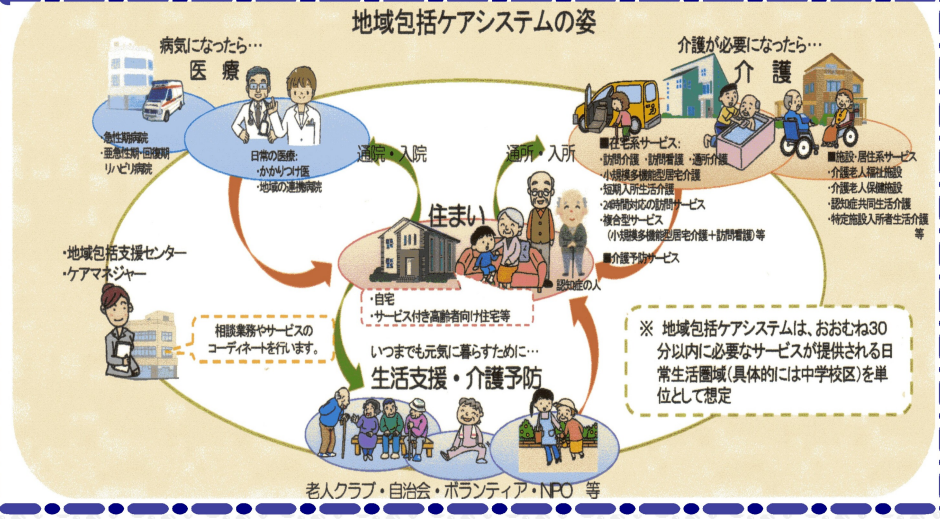 地域包括ケアシステムの姿
病気になったら…
医療
介護が必要になったら…
介護
急性期病院
・亜急性期・回復期
リハビリ病院
日常の医療:
・かかりつけ医
・地域の連携病院
通院・入院
通所・入所
■在宅系サービス:
・訪問介護 ・訪問看護 ・通所介護
・小規模多機能型居宅介護
・短期入所生活介護
・24時間対応の訪問サービス
・複合型サービス
(小規模多機能型居宅介護+訪問看護)等
■介護予防サービス
■施設・居住系サービス
・介護老人福祉施設
・介護老人保健施設
・認知症共同生活介護
・特定施設入所者生活介護
等
住まい
認知症の人
・自宅
・サービス付き高齢者向け住宅等
・地域包括支援センター
・ケアマネジャー
相談業務やサービスの
コーディネートを行います。
いつまでも元気に暮らすために…
生活支援・介護予防
老人クラブ・自治会・ボランティア・NPO 等
※ 地域包括ケアシステムは、おおむね30
分以内に必要なサービスが提供される日
常生活圏域(具体的には中学校区)を単
位として想定